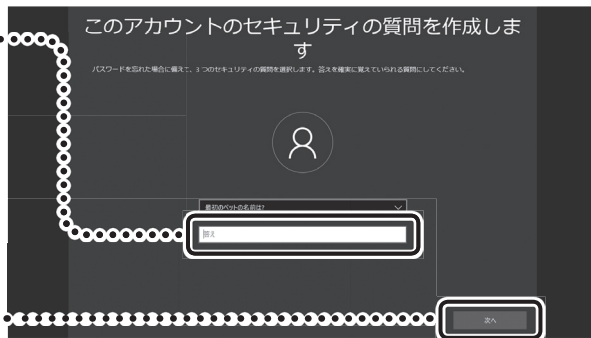 このアカウントのセキュリティの質問を作成しま
す
パスワードを忘れた場合に備えて、3 つのセキュリティの質問を選択します。答えを確実に覚えていられる質問にしてください。
最初のペットの名前は?
答え
次へ